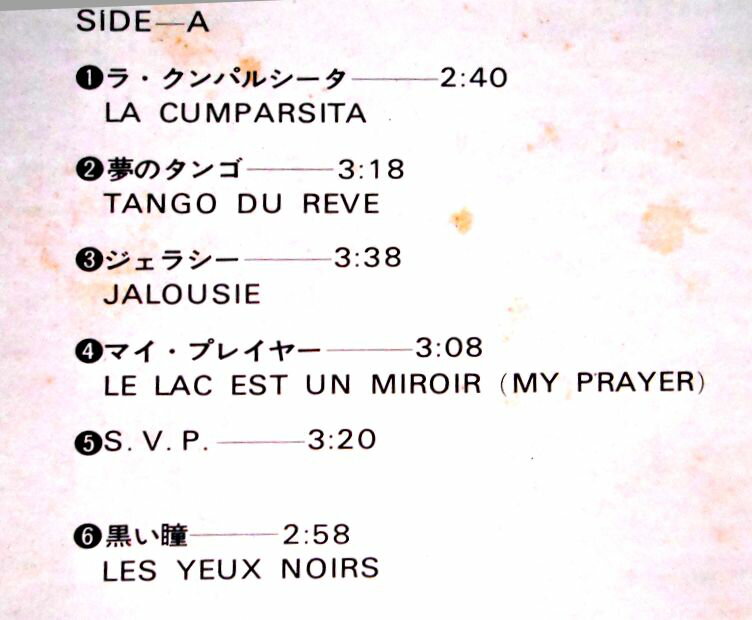 SIDE—A
❶ラ・クンパルシータ———2:40
LA CUMPARSITA
❷夢のタンゴ———3:18
TANGO DU REVE
❸ジェラシー———3:38
JALOUSIE
❹マイ・プレイヤー———3:08
LE LAC EST UN MIROIR (MY PRAYER)
❺S.V.P.———3:20
❻黒い瞳———2:58
LES YEUX NOIRS